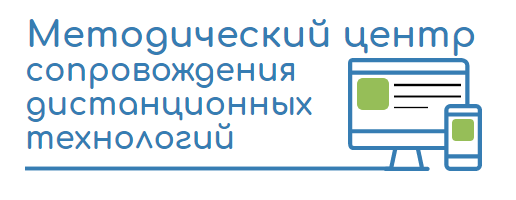 Методический центр
сопровождения
дистанционных
технологий